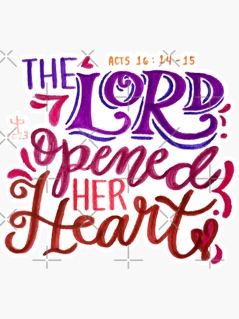 ACTS 16:14-15
THE LORD
opened
HER
Heart